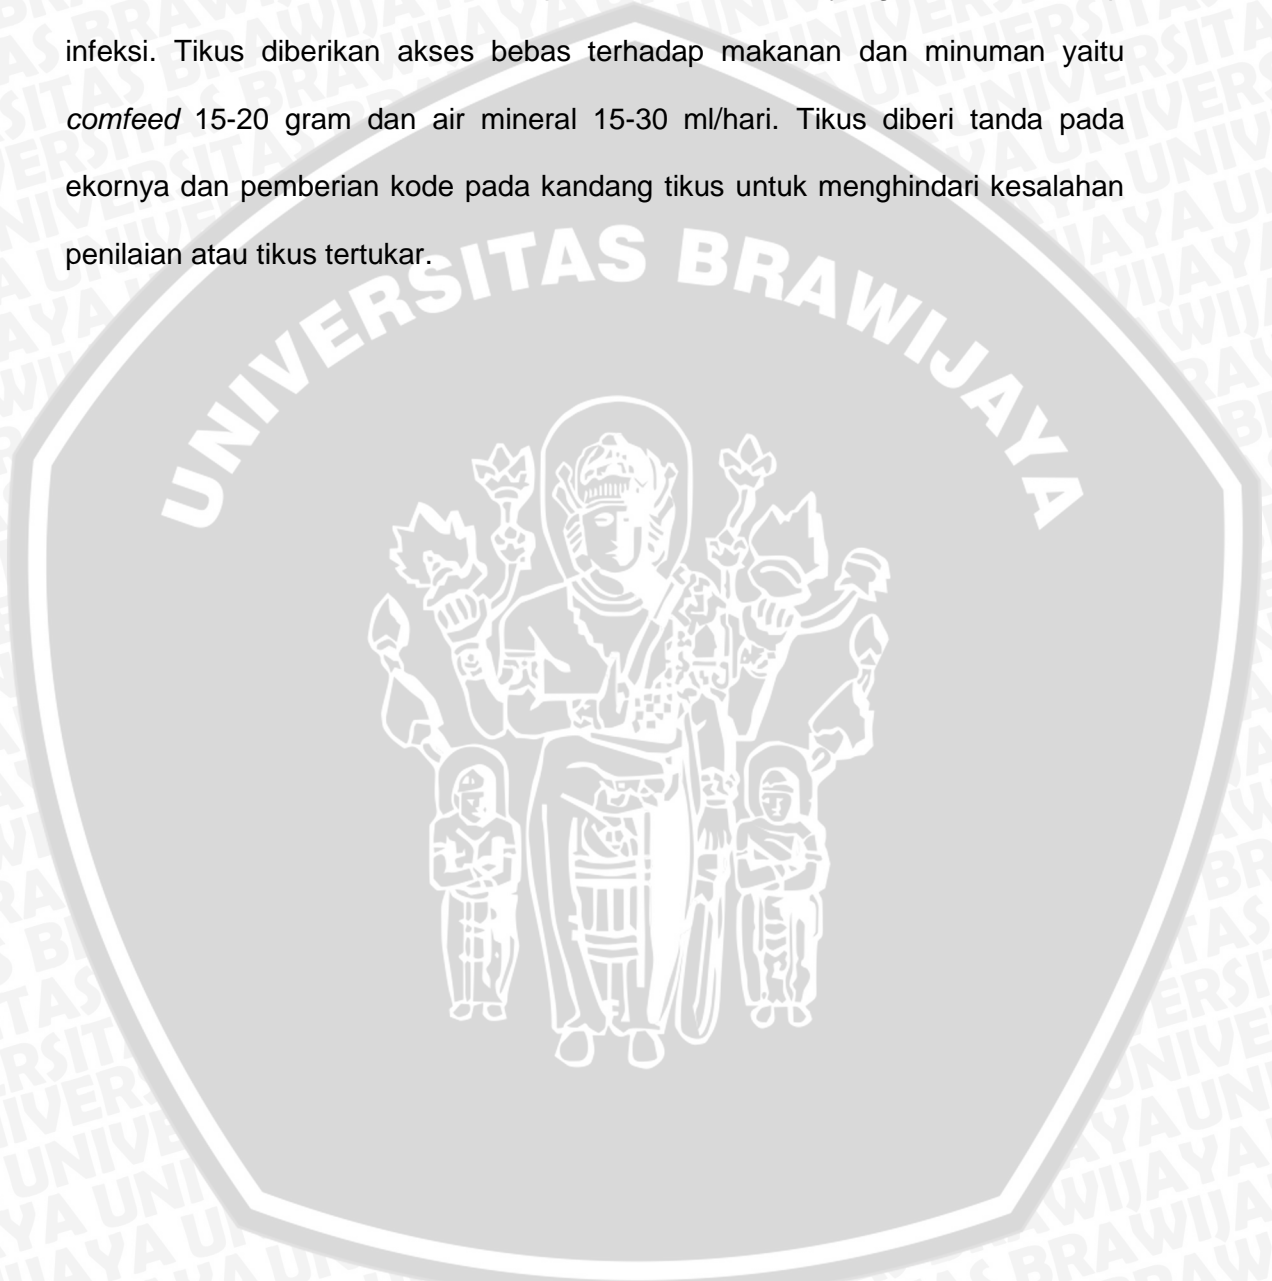 infeksi. Tikus diberikan akses bebas terhadap makanan dan minuman yaitu
comfeed 15-20 gram dan air mineral 15-30 ml/hari. Tikus diberi tanda pada
ekornya dan pemberian kode pada kandang tikus untuk menghindari kesalahan
penilaian atau tikus tertukar.
UNIVERSITAS BRAWIJAYA